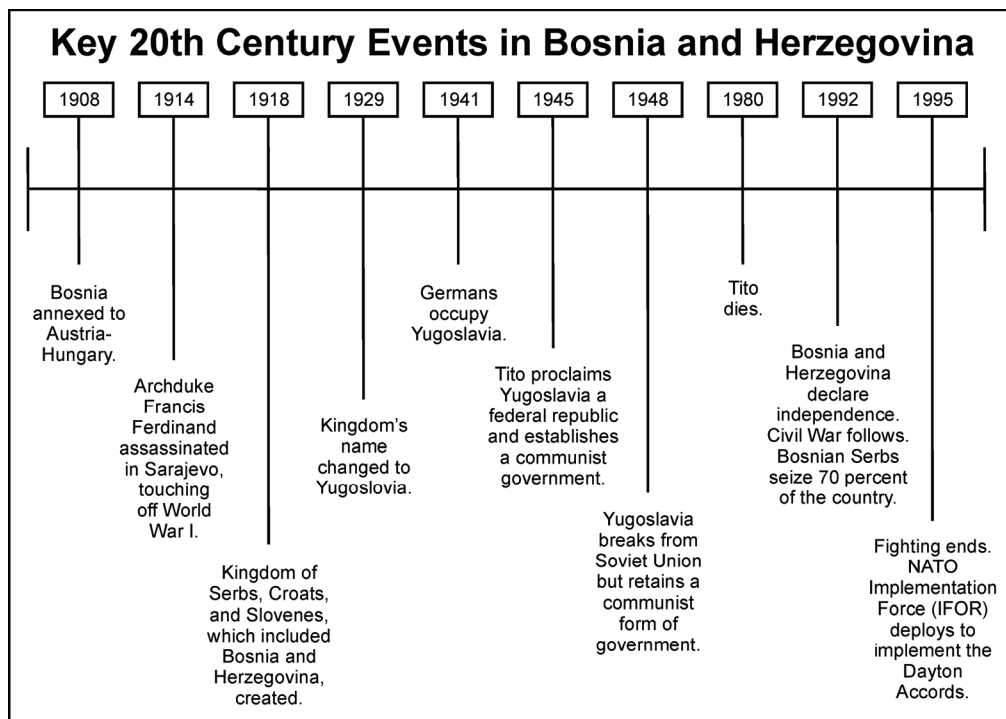 Key 20th Century Events in Bosnia and Herzegovina
1908
1914
1918
1929
1941
1945
1948
1980
1992
1995
Bosnia
annexed to
Austria-
Hungary.
Archduke
Francis
Ferdinand
assassinated
in Sarajevo,
touching
off World
War I.
Kingdom of
Serbs, Croats,
and Slovenes,
which included
Bosnia and
Herzegovina,
created.
Kingdom's
name
changed to
Yugoslovia.
Germans
occupy
Yugoslavia.
Tito proclaims
Yugoslavia a
federal republic
and establishes
a communist
government.
Yugoslavia
breaks from
Soviet Union
but retains a
communist
form of
government.
Tito
dies.
Bosnia and
Herzegovina
declare
independence.
Civil War follows.
Bosnian Serbs
seize 70 percent
of the country.
Fighting ends.
NATO
Implementation
Force (IFOR)
deploys to
implement the
Dayton
Accords.